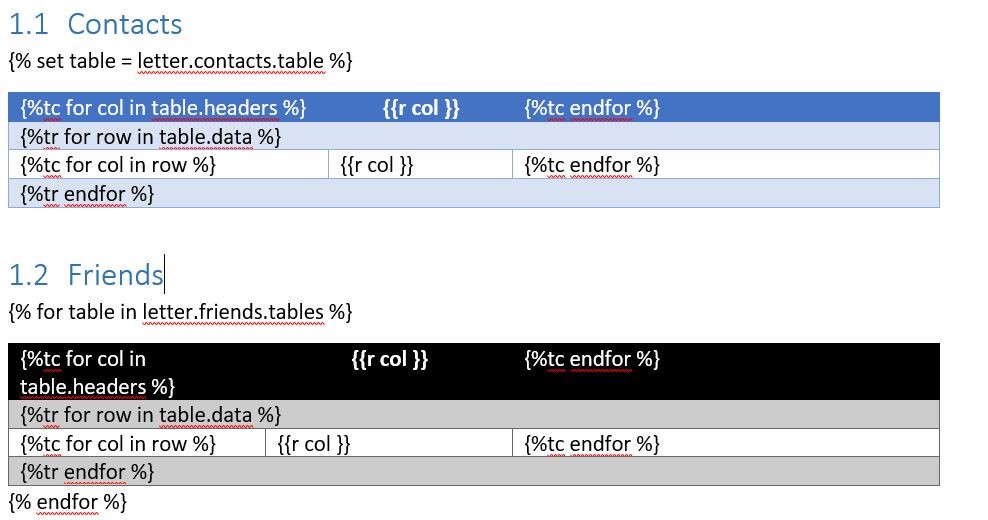 1.1 Contacts
{% set table = letter.contacts.table %}
{%tc for col in table.headers %} {{r col }} {%tc endfor %}
{%tr for row in table.data %}
{%tc for col in row %} {{r col }} {%tc endfor %}
{%tr endfor %}
1.2 Friends
{% for table in letter.friends.tables %}
{%tc for col in {{r col }} {%tc endfor %}
table.headers %}
{%tr for row in table.data %}
{%tc for col in row %} {{r col }} {%tc endfor %}
{%tr endfor %}
{% endfor %}